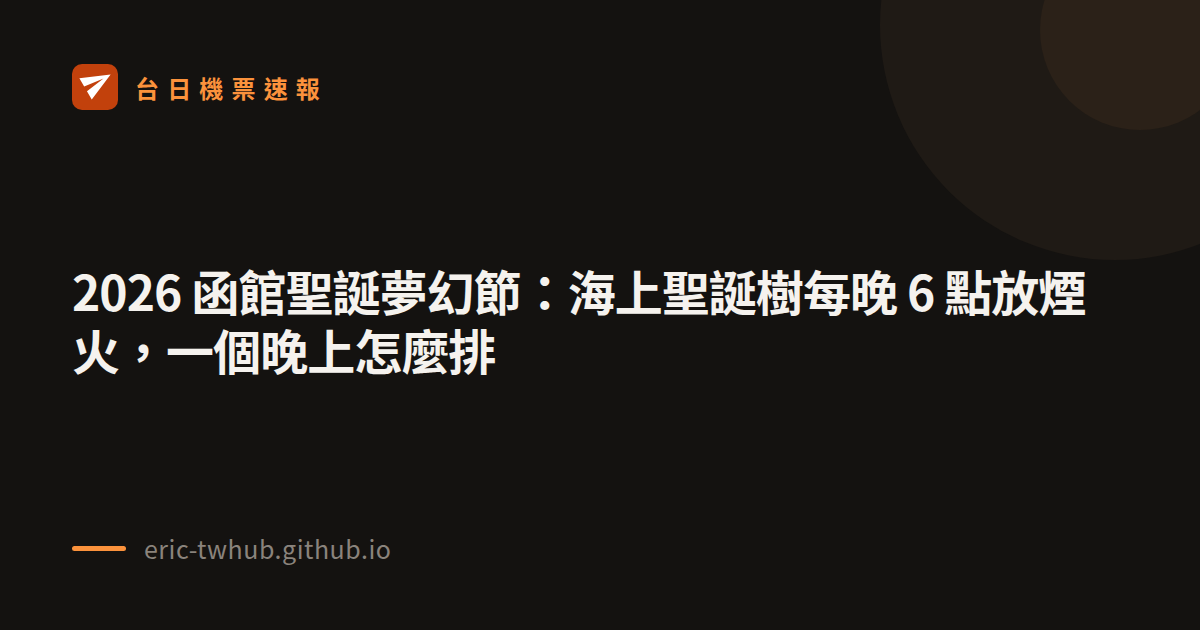 台日機票速報
2026 函館聖誕夢幻節：海上聖誕樹每晚 6 點放煙
火，一個晚上怎麼排
eric-twhub.github.io